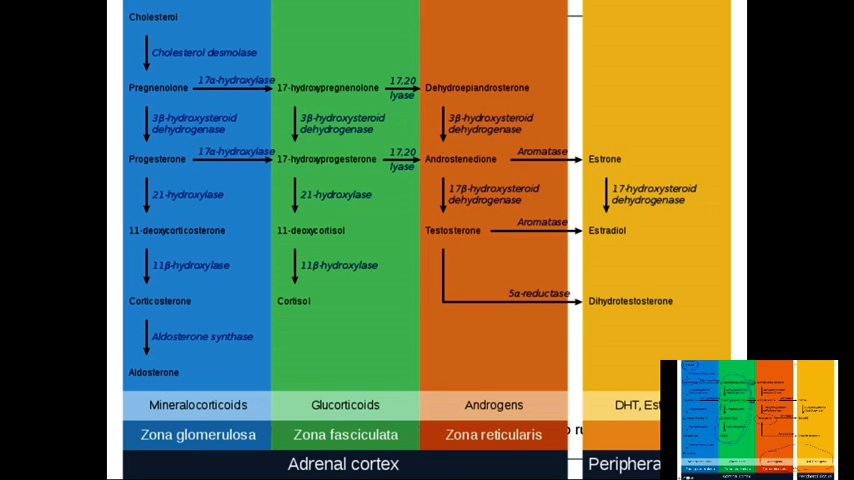 Cholesterol
Cholesterol desmolase
17α-hydroxylase 17,20
Pregnenolone 17-hydroxypregnenolone lyase Dehydroepiandrosterone
3β-hydroxysteroid 3β-hydroxysteroid 3β-hydroxysteroid
dehydrogenase dehydrogenase dehydrogenase
17α-hydroxylase 17,20 Aromatase
Progesterone 17-hydroxyprogesterone lyase Androstenedione Estrone
21-hydroxylase 21-hydroxylase 17β-hydroxysteroid 17-hydroxysteroid
dehydrogenase dehydrogenase
Aromatase
11-deoxycorticosterone 11-deoxycortisol Testosterone Estradiol
11β-hydroxylase 11β-hydroxylase
5α-reductase
Corticosterone Cortisol Dihydrotestosterone
Aldosterone synthase
Aldosterone
Mineralocorticoids Glucorticoids Androgens DHT, Est
Zona glomerulosa Zona fasciculata Zona reticularis
Adrenal cortex Periphera